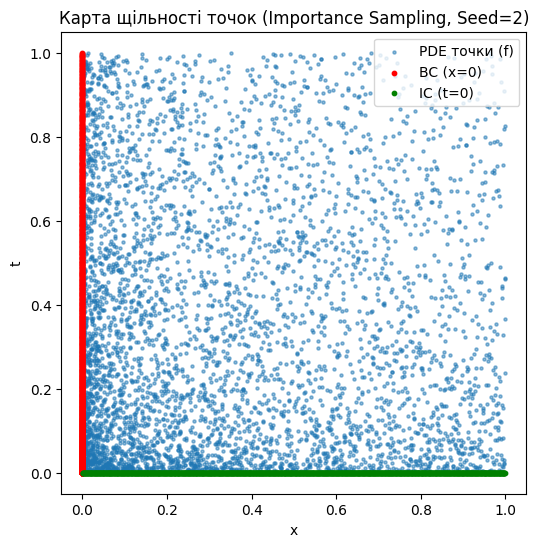 Карта щільності точок (Importance Sampling, Seed=2)
PDE точки (f)
BC (x=0)
IC (t=0)
1.0
0.8
0.6
0.4
0.2
0.0
t
0.0 0.2 0.4 0.6 0.8 1.0
x